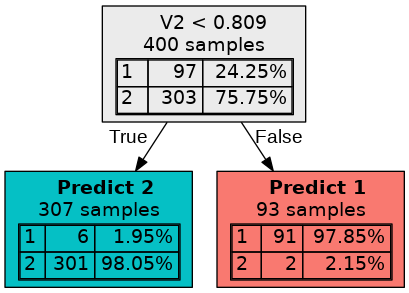 V2 < 0.809
400 samples
1 97 24.25%
2 303 75.75%
True False
Predict 2
307 samples
1 6 1.95%
2 301 98.05%
Predict 1
93 samples
1 91 97.85%
2 2 2.15%